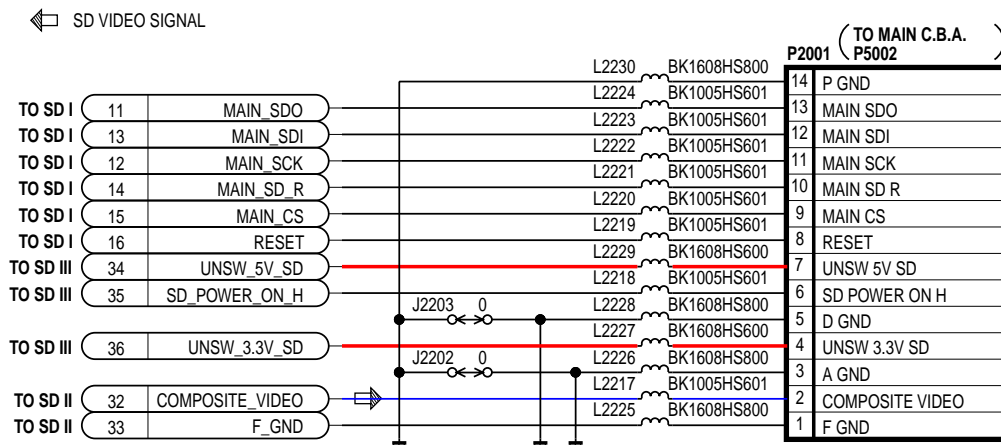 SD VIDEO SIGNAL
TO MAIN C.B.A.
P2001 P5002
L2230 BK1608HS800 14 P GND
TO SD I 11 MAIN_SDO L2224 BK1005HS601 13 MAIN SDO
TO SD I 13 MAIN_SDI L2223 BK1005HS601 12 MAIN SDI
TO SD I 12 MAIN_SCK L2222 BK1005HS601 11 MAIN SCK
TO SD I 14 MAIN_SD_R L2221 BK1005HS601 10 MAIN SD R
TO SD I 15 MAIN_CS L2220 BK1005HS601 9 MAIN CS
TO SD I 16 RESET L2219 BK1005HS601 8 RESET
TO SD III 34 UNSW_5V_SD L2229 BK1608HS600 7 UNSW 5V SD
TO SD III 35 SD_POWER_ON_H L2218 BK1005HS601 6 SD POWER ON H
J2203 0 L2228 BK1608HS800 5 D GND
TO SD III 36 UNSW_3.3V_SD L2227 BK1608HS600 4 UNSW 3.3V SD
J2202 0 L2226 BK1608HS800 3 A GND
TO SD II 32 COMPOSITE_VIDEO L2217 BK1005HS601 2 COMPOSITE VIDEO
TO SD II 33 F_GND L2225 BK1608HS800 1 F GND